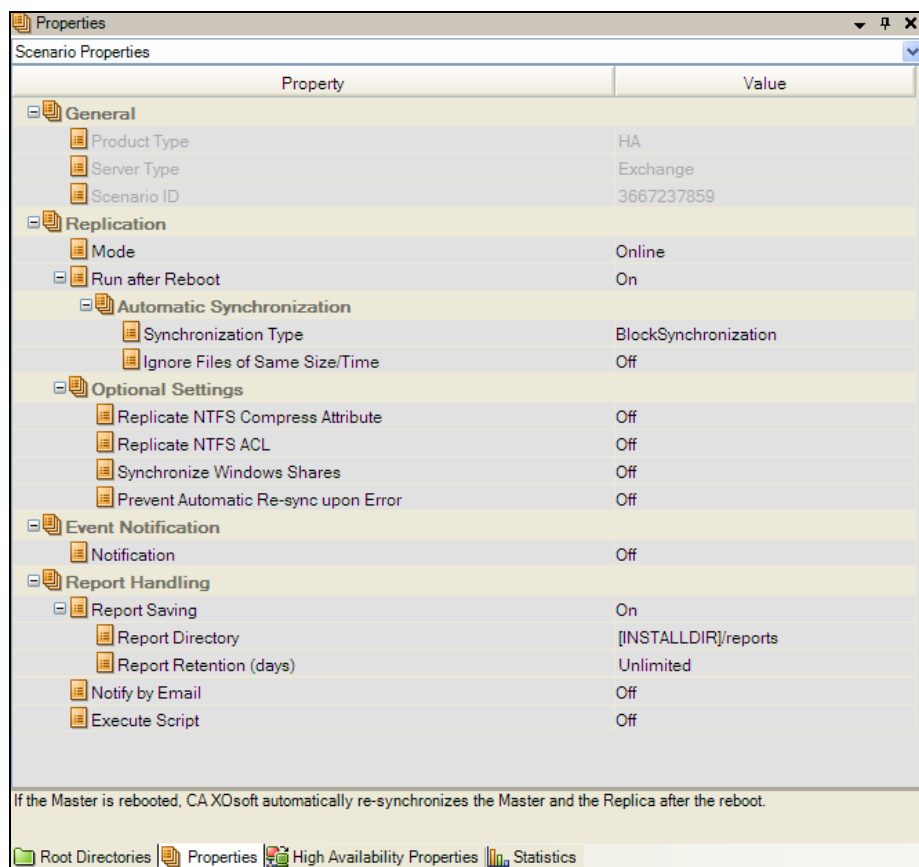 Properties
Scenario Properties
Property Value
General
Product Type HA
Server Type Exchange
Scenario ID 3667237859
Replication
Mode Online
Run after Reboot On
Automatic Synchronization
Synchronization Type BlockSynchronization
Ignore Files of Same Size/Time Off
Optional Settings
Replicate NTFS Compress Attribute Off
Replicate NTFS ACL Off
Synchronize Windows Shares Off
Prevent Automatic Re-sync upon Error Off
Event Notification
Notification Off
Report Handling
Report Saving On
Report Directory [INSTALLDIR]/reports
Report Retention (days) Unlimited
Notify by Email Off
Execute Script Off
If the Master is rebooted, CA XOsoft automatically re-synchronizes the Master and the Replica after the reboot.
Root Directories Properties High Availability Properties Statistics